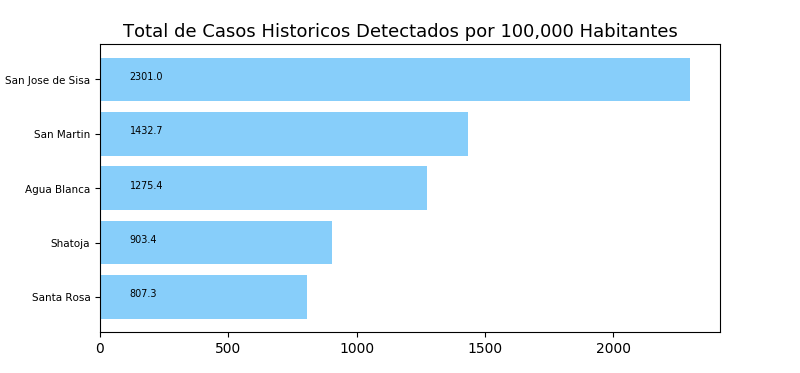 Total de Casos Historicos Detectados por 100,000 Habitantes
San Jose de Sisa 2301.0
San Martin 1432.7
Agua Blanca 1275.4
Shatoja 903.4
Santa Rosa 807.3
0 500 1000 1500 2000